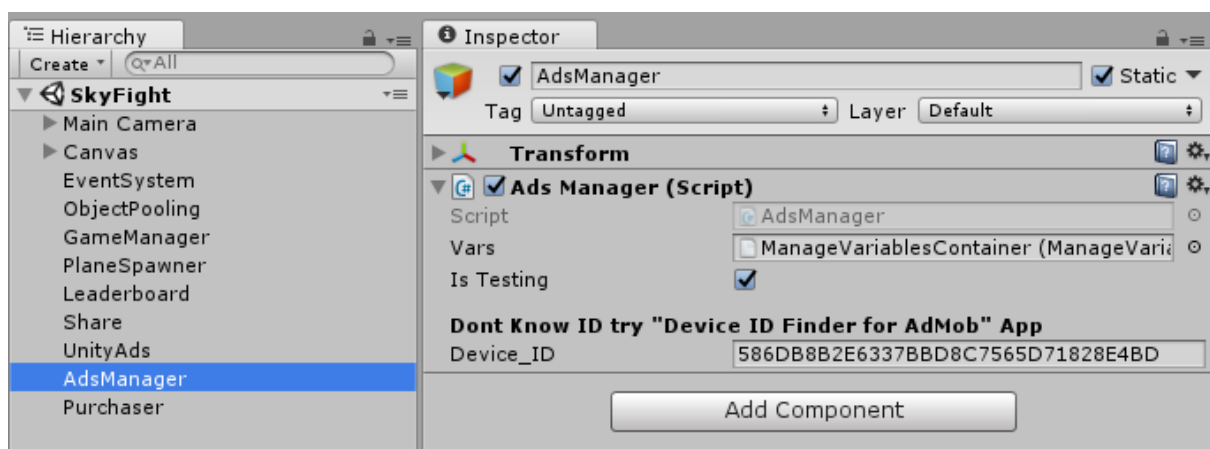 Hierarchy
Create
All
SkyFight
Main Camera
Canvas
EventSystem
ObjectPooling
GameManager
PlaneSpawner
Leaderboard
Share
UnityAds
AdsManager
Purchaser
Inspector
AdsManager
Static
Tag Untagged Layer Default
Transform
Ads Manager (Script)
Script AdsManager
Vars ManageVariablesContainer (ManageVaria
Is Testing
Dont Know ID try "Device ID Finder for AdMob" App
Device_ID 586DB8B2E6337BBD8C7565D71828E4BD
Add Component